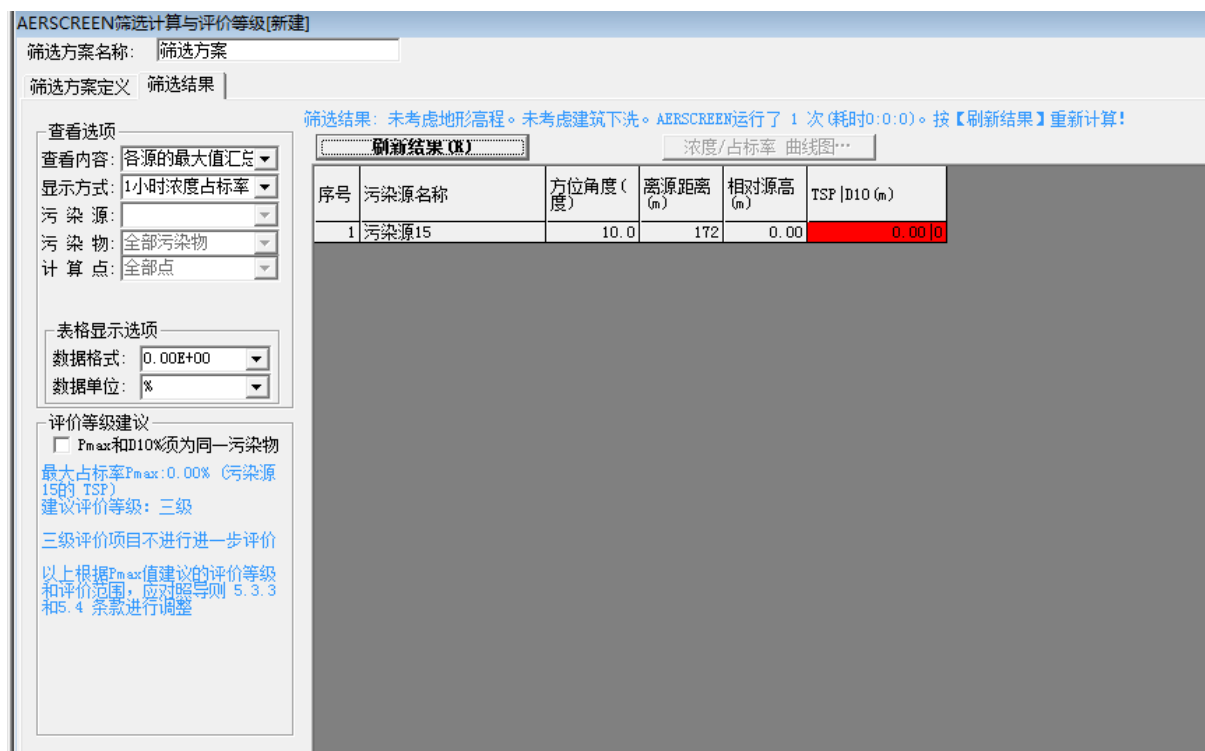 AERSCREEN筛选计算与评价等级[新建]
筛选方案名称: 筛选方案
筛选方案定义 筛选结果
筛选结果: 未考虑地形高程。未考虑建筑下洗。AERSCREEN运行了 1 次(耗时0:0:0)。按【刷新结果】重新计算!
刷新结果(R) 浓度/占标率 曲线图…
查看选项
查看内容: 各源的最大值汇总
显示方式: 1小时浓度占标率
污 染 源:
污 染 物: 全部污染物
计 算 点: 全部点
表格显示选项
数据格式: 0.00E+00
数据单位: %
评价等级建议
Pmax和D10%须为同一污染物
最大占标率Pmax:0.00% (污染源
15的 TSP)
建议评价等级: 三级
三级评价项目不进行进一步评价
以上根据Pmax值建议的评价等级
和评价范围,应对照导则 5.3.3
和5.4 条款进行调整
序号 污染源名称 方位角度(度) 离源距离(m) 相对源高(m) TSP|D10(m)
1 污染源15 10.0 172 0.00 0.00|0